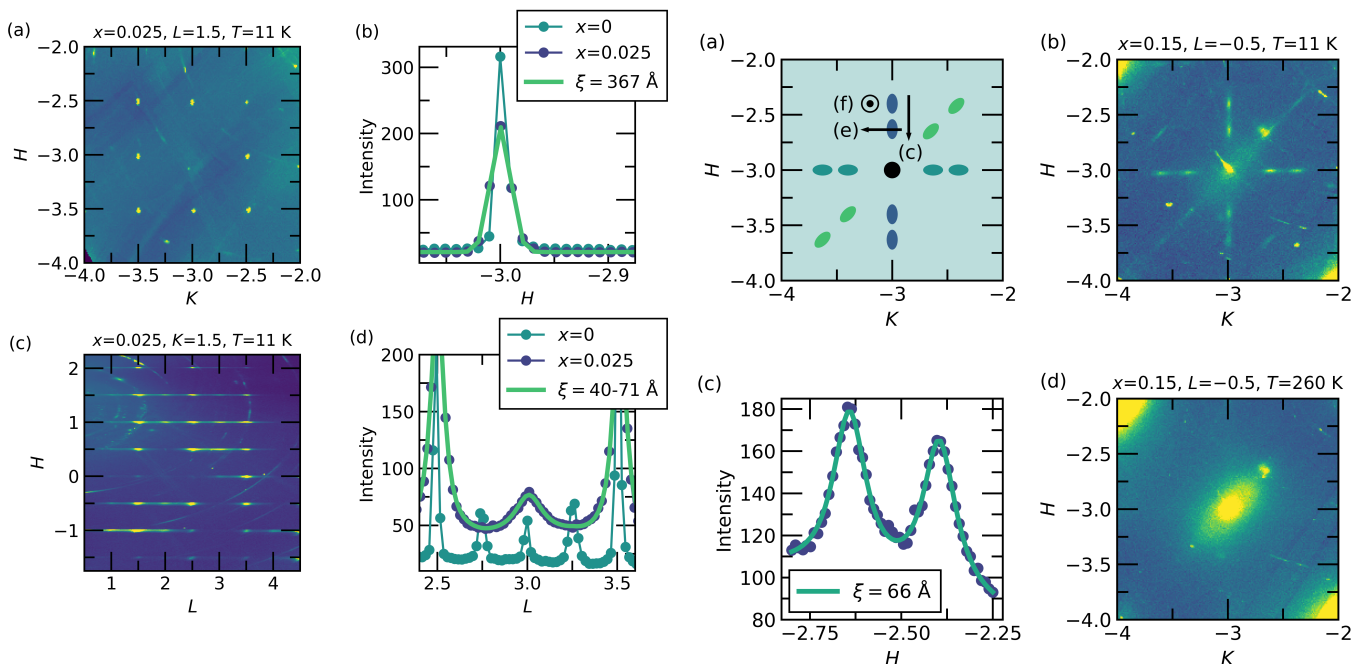 (a)
x=0.025, L=1.5, T=11 K
−2.0
−2.5
−3.0
−3.5
−4.0
H
−4.0 −3.5 −3.0 −2.5 −2.0
K
(b)
x=0
x=0.025
ξ = 367 Å
300
200
100
Intensity
−3.0 −2.9
H
(c)
x=0.025, K=1.5, T=11 K
2
1
0
−1
H
1 2 3 4
L
(d)
x=0
x=0.025
ξ = 40-71 Å
200
150
100
50
Intensity
2.5 3.0 3.5
L
(a)
−2.0
−2.5
−3.0
−3.5
−4.0
H
(f)
(e)
(c)
−4 −3 −2
K
(b)
x=0.15, L=−0.5, T=11 K
−2.0
−2.5
−3.0
−3.5
−4.0
H
−4 −3 −2
K
(c)
180
160
140
120
100
80
Intensity
ξ = 66 Å
−2.75 −2.50 −2.25
H
(d)
x=0.15, L=−0.5, T=260 K
−2.0
−2.5
−3.0
−3.5
−4.0
H
−4 −3 −2
K